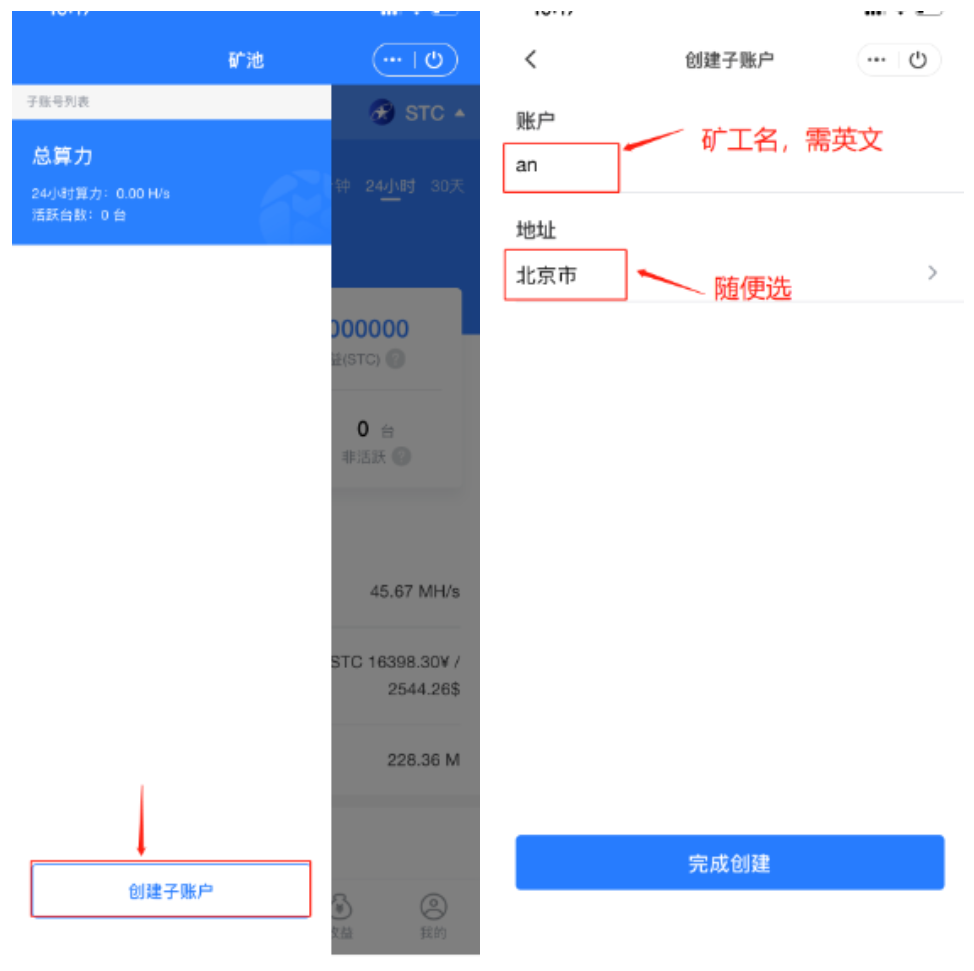 矿池
子账号列表
STC
总算力
24小时算力：0.00 H/s
活跃台数：0 台
钟 24小时 30天
000000
益(STC)
0 台
非活跃
45.67 MH/s
STC 16398.30¥ /
2544.26$
228.36 M
创建子账户
收益
我的
创建子账户
账户
an
矿工名，需英文
地址
北京市
随便选
完成创建